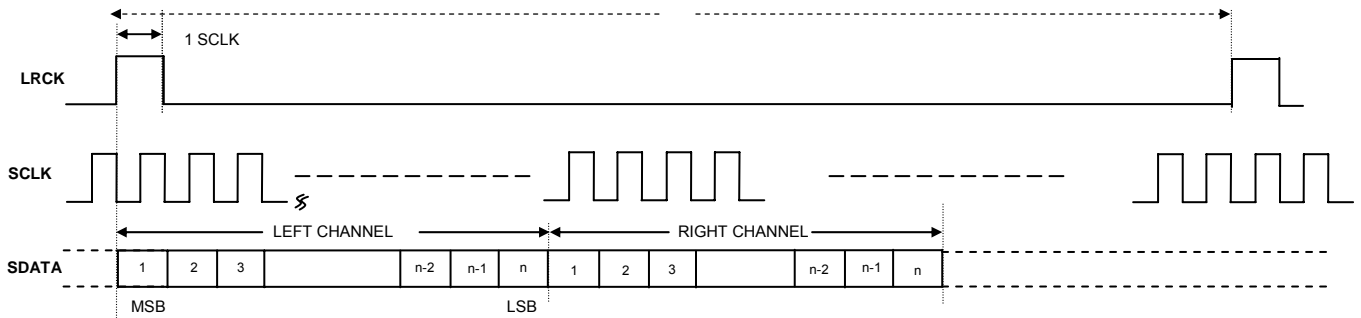 1 SCLK
LRCK
SCLK
LEFT CHANNEL RIGHT CHANNEL
SDATA 1 2 3 n-2 n-1 n 1 2 3 n-2 n-1 n
MSB LSB